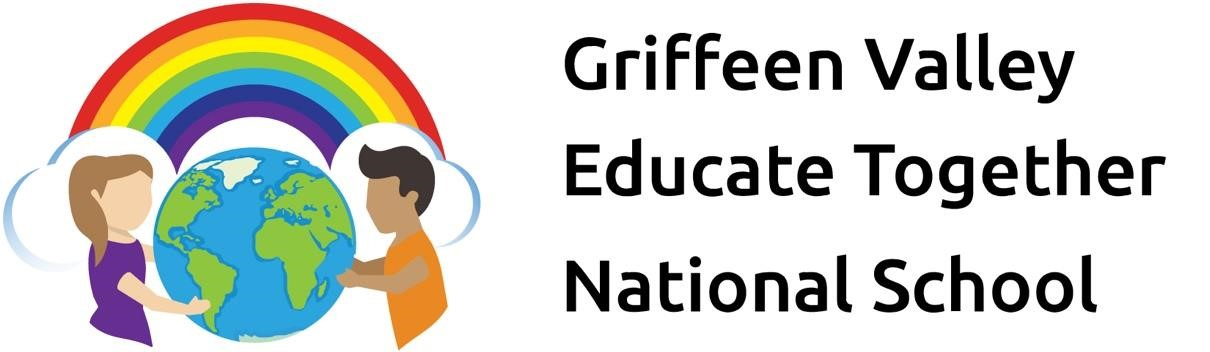 Griffeen Valley
Educate Together
National School